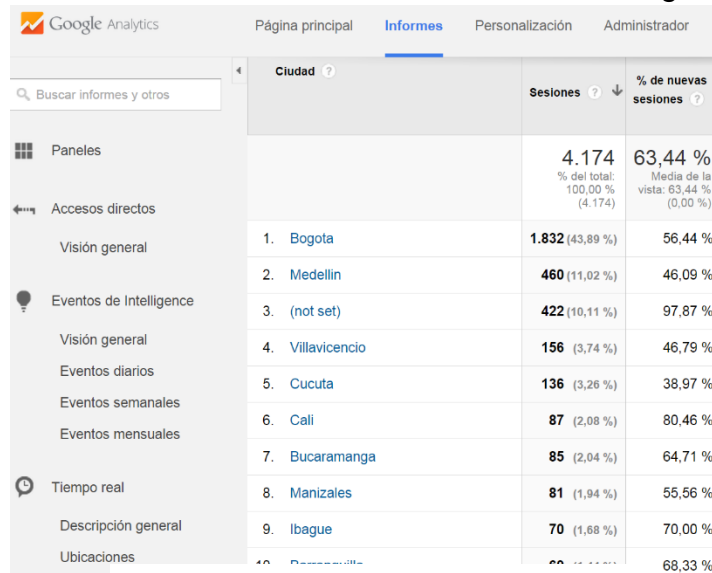 Google Analytics
Página principal Informes Personalización Administrador
Buscar informes y otros
Paneles
Accesos directos
Visión general
Eventos de Intelligence
Visión general
Eventos diarios
Eventos semanales
Eventos mensuales
Tiempo real
Descripción general
Ubicaciones
Ciudad ? Sesiones ? % de nuevas
sesiones ?
4.174 63,44 %
% del total: Media de la
100,00 % vista: 63,44 %
(4.174) (0,00 %)
1. Bogota 1.832 (43,89 %) 56,44 %
2. Medellin 460 (11,02 %) 46,09 %
3. (not set) 422 (10,11 %) 97,87 %
4. Villavicencio 156 (3,74 %) 46,79 %
5. Cucuta 136 (3,26 %) 38,97 %
6. Cali 87 (2,08 %) 80,46 %
7. Bucaramanga 85 (2,04 %) 64,71 %
8. Manizales 81 (1,94 %) 55,56 %
9. Ibague 70 (1,68 %) 70,00 %
68,33 %